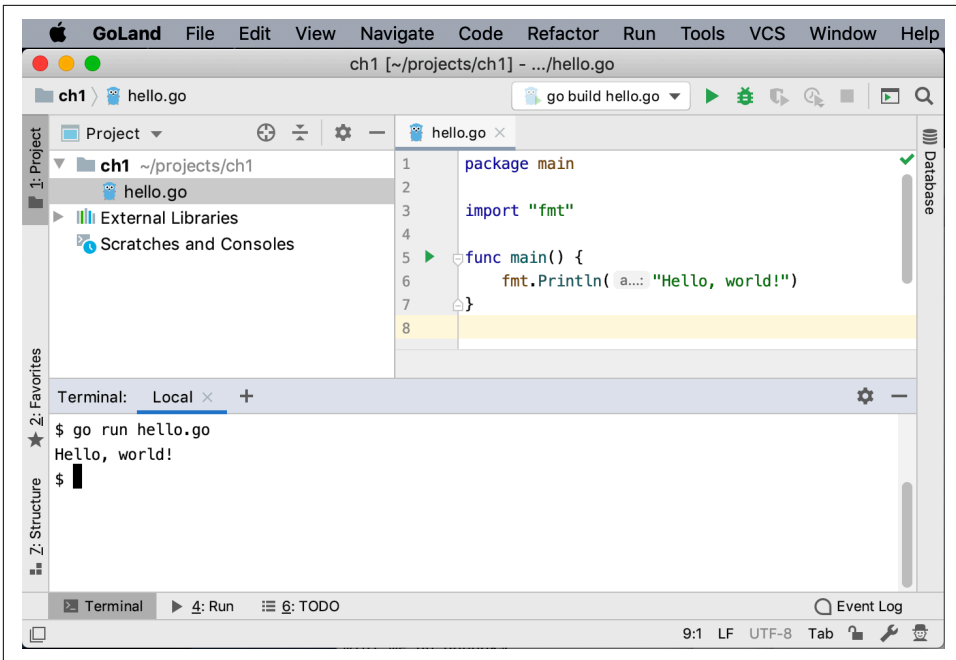 GoLand File Edit View Navigate Code Refactor Run Tools VCS Window Help
ch1 [~/projects/ch1] - .../hello.go
ch1 hello.go go build hello.go
1: Project
Project
ch1 ~/projects/ch1
hello.go
External Libraries
Scratches and Consoles
hello.go
1 package main
2
3 import "fmt"
4
5 func main() {
6 fmt.Println( a...: "Hello, world!")
7 }
8
Database
2: Favorites
Z: Structure
Terminal: Local
$ go run hello.go
Hello, world!
$
Terminal 4: Run 6: TODO Event Log
9:1 LF UTF-8 Tab